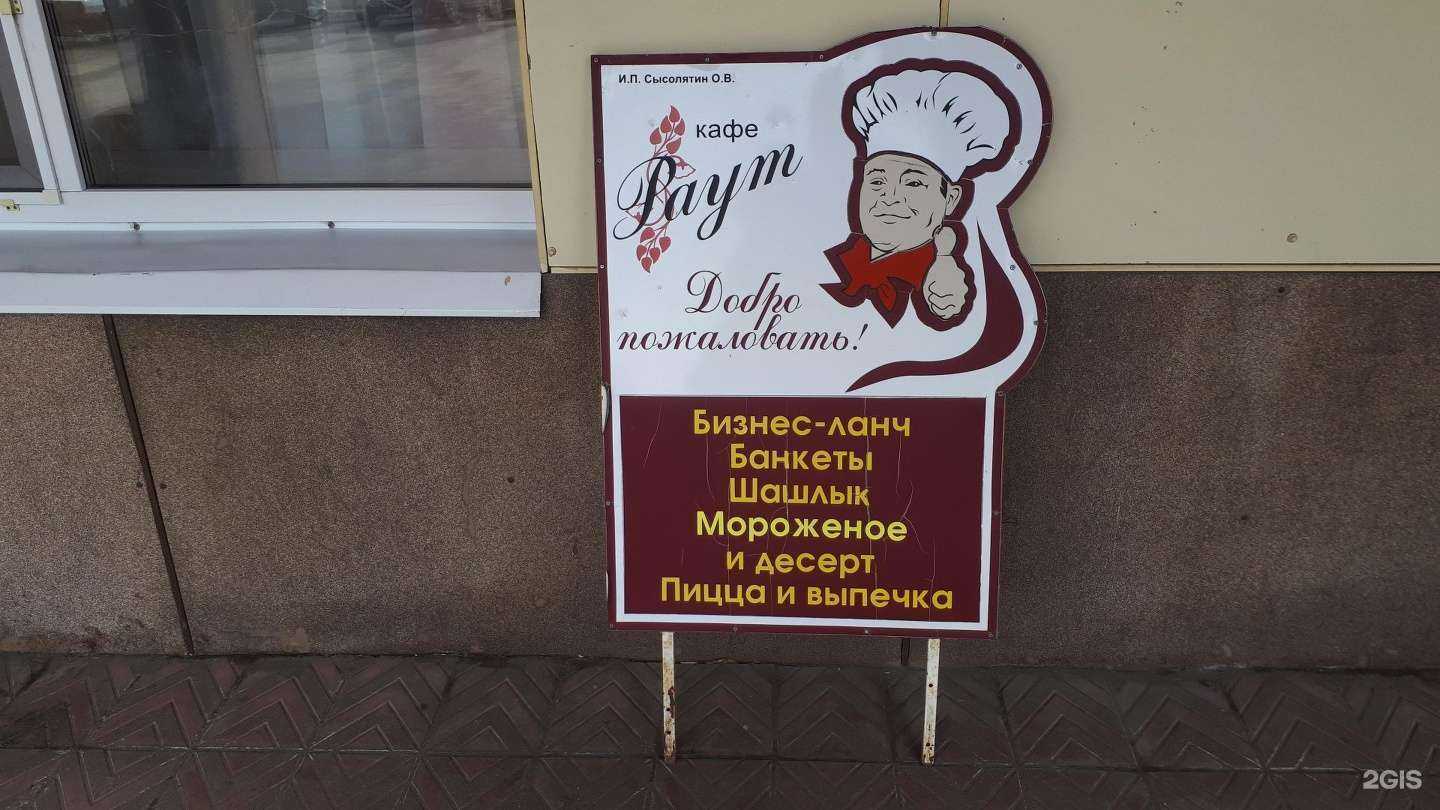 И.П. Сысолятин О.В.
кафе
Раут
Добро
пожаловать!
Бизнес-ланч
Банкеты
Шашлык
Мороженое
и десерт
Пицца и выпечка
2GIS